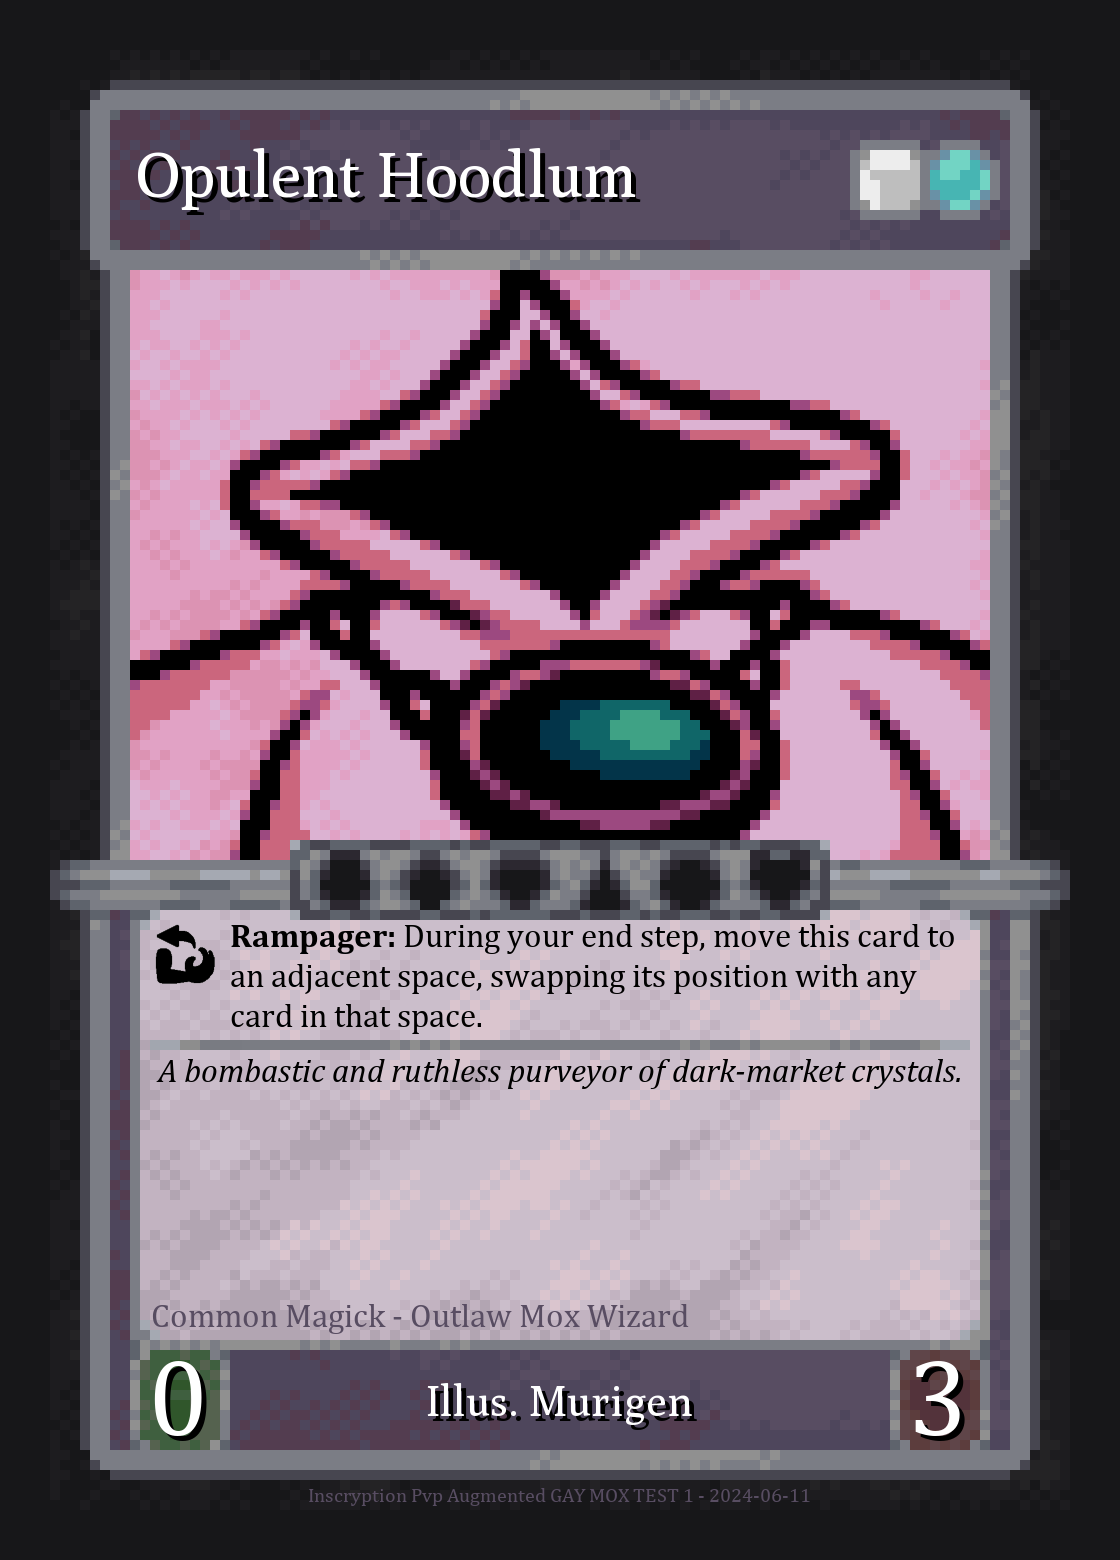 Opulent Hoodlum
Rampager: During your end step, move this card to
an adjacent space, swapping its position with any
card in that space.
A bombastic and ruthless purveyor of dark-market crystals.
Common Magick - Outlaw Mox Wizard
0
Illus. Murigen
3
Inscryption Pvp Augmented GAY MOX TEST 1 - 2024-06-11